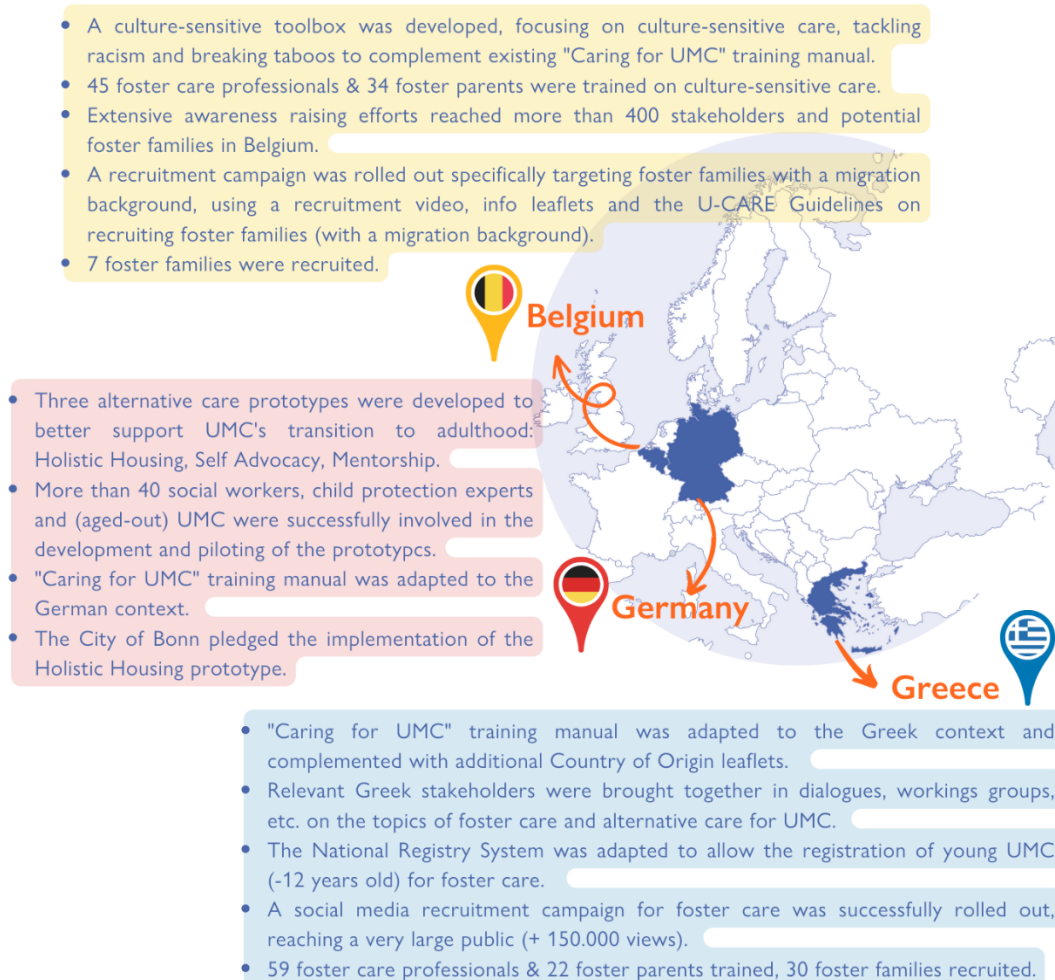 • A culture-sensitive toolbox was developed, focusing on culture-sensitive care, tackling
racism and breaking taboos to complement existing "Caring for UMC" training manual.
• 45 foster care professionals & 34 foster parents were trained on culture-sensitive care.
• Extensive awareness raising efforts reached more than 400 stakeholders and potential
foster families in Belgium.
• A recruitment campaign was rolled out specifically targeting foster families with a migration
background, using a recruitment video, info leaflets and the U-CARE Guidelines on
recruiting foster families (with a migration background).
• 7 foster families were recruited.
Belgium
• Three alternative care prototypes were developed to
better support UMC's transition to adulthood:
Holistic Housing, Self Advocacy, Mentorship.
• More than 40 social workers, child protection experts
and (aged-out) UMC were successfully involved in the
development and piloting of the prototypcs.
• "Caring for UMC" training manual was adapted to the
German context.
• The City of Bonn pledged the implementation of the
Holistic Housing prototype.
Germany
Greece
• "Caring for UMC" training manual was adapted to the Greek context and
complemented with additional Country of Origin leaflets.
• Relevant Greek stakeholders were brought together in dialogues, workings groups,
etc. on the topics of foster care and alternative care for UMC.
• The National Registry System was adapted to allow the registration of young UMC
(-12 years old) for foster care.
• A social media recruitment campaign for foster care was successfully rolled out,
reaching a very large public (+ 150.000 views).
• 59 foster care professionals & 22 foster parents trained, 30 foster families recruited.